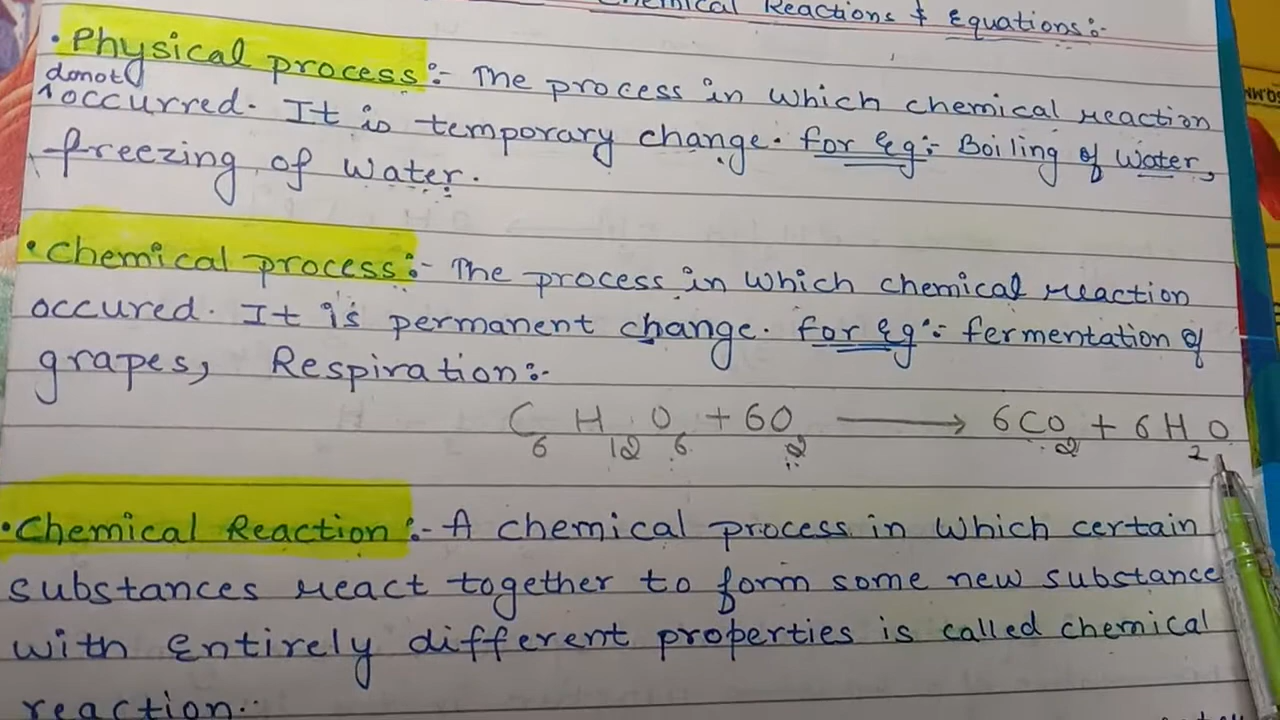 Chemical Reactions & Equations:-
• Physical process:- The process in which chemical reaction
donot
occurred. It is temporary change. for eg:- Boiling of water,
freezing of water.
• Chemical process:- The process in which chemical reaction
occured. It is permanent change. for eg:- fermentation of
grapes, Respiration:-
C6H12O6 + 6O2 ⟶ 6CO2 + 6H2O
• Chemical Reaction:- A chemical process in which certain
substances react together to form some new substance
with entirely different properties is called chemical
reaction..